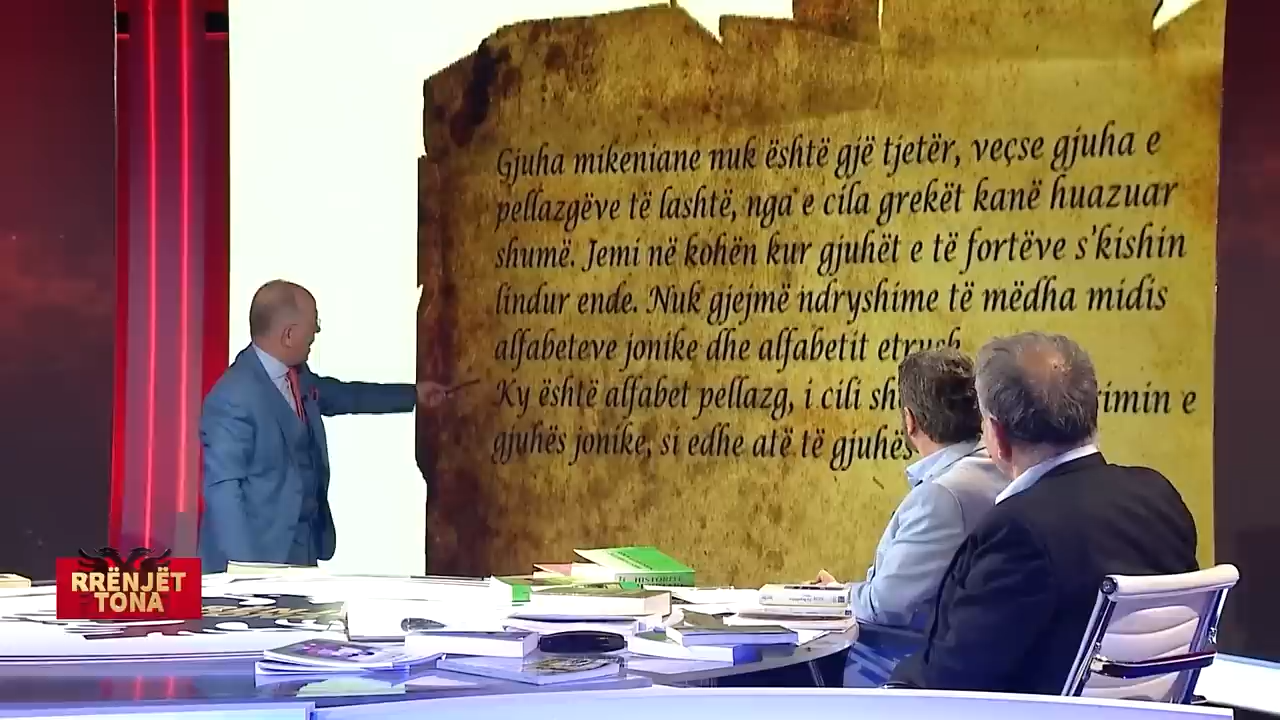 Gjuha mikeniane nuk është gjë tjetër, veçse gjuha e
pellazgëve të lashtë, nga e cila grekët kanë huazuar
shumë. Jemi në kohën kur gjuhët e të fortëve s'kishin
lindur ende. Nuk gjejmë ndryshime të mëdha midis
alfabeteve jonike dhe alfabetit etrusk
Ky është alfabet pellazg, i cili sh rimin e
gjuhës jonike, si edhe atë të gjuhës
RRËNJËT
TONA